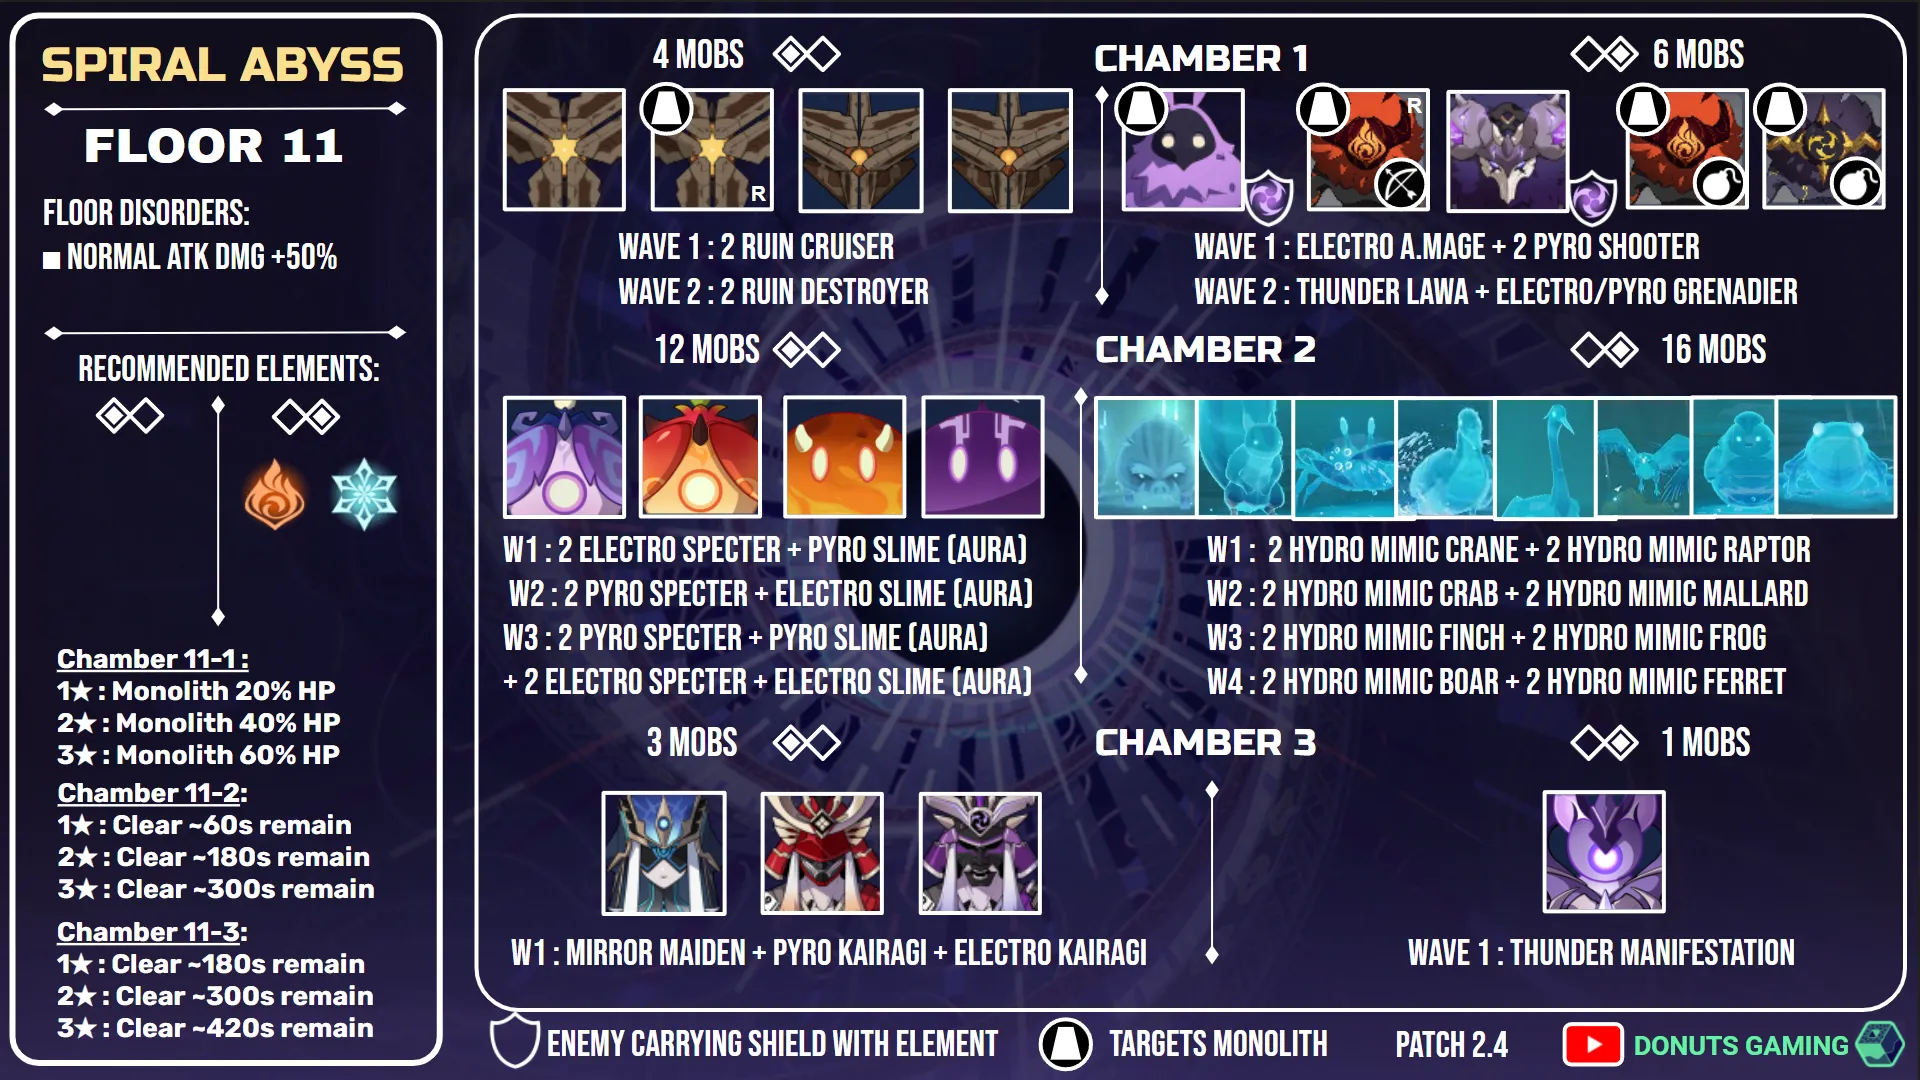 SPIRAL ABYSS
FLOOR 11
FLOOR DISORDERS:
■ NORMAL ATK DMG +50%
RECOMMENDED ELEMENTS:
Chamber 11-1 :
1★ : Monolith 20% HP
2★ : Monolith 40% HP
3★ : Monolith 60% HP
Chamber 11-2:
1★ : Clear ~60s remain
2★ : Clear ~180s remain
3★ : Clear ~300s remain
Chamber 11-3:
1★ : Clear ~180s remain
2★ : Clear ~300s remain
3★ : Clear ~420s remain
4 MOBS
CHAMBER 1
6 MOBS
R
R
WAVE 1 : 2 RUIN CRUISER
WAVE 2 : 2 RUIN DESTROYER
WAVE 1 : ELECTRO A.MAGE + 2 PYRO SHOOTER
WAVE 2 : THUNDER LAWA + ELECTRO/PYRO GRENADIER
12 MOBS
CHAMBER 2
16 MOBS
W1 : 2 ELECTRO SPECTER + PYRO SLIME (AURA)
W2 : 2 PYRO SPECTER + ELECTRO SLIME (AURA)
W3 : 2 PYRO SPECTER + PYRO SLIME (AURA)
+ 2 ELECTRO SPECTER + ELECTRO SLIME (AURA)
W1 : 2 HYDRO MIMIC CRANE + 2 HYDRO MIMIC RAPTOR
W2 : 2 HYDRO MIMIC CRAB + 2 HYDRO MIMIC MALLARD
W3 : 2 HYDRO MIMIC FINCH + 2 HYDRO MIMIC FROG
W4 : 2 HYDRO MIMIC BOAR + 2 HYDRO MIMIC FERRET
3 MOBS
CHAMBER 3
1 MOBS
W1 : MIRROR MAIDEN + PYRO KAIRAGI + ELECTRO KAIRAGI
WAVE 1 : THUNDER MANIFESTATION
ENEMY CARRYING SHIELD WITH ELEMENT
TARGETS MONOLITH
PATCH 2.4
DONUTS GAMING